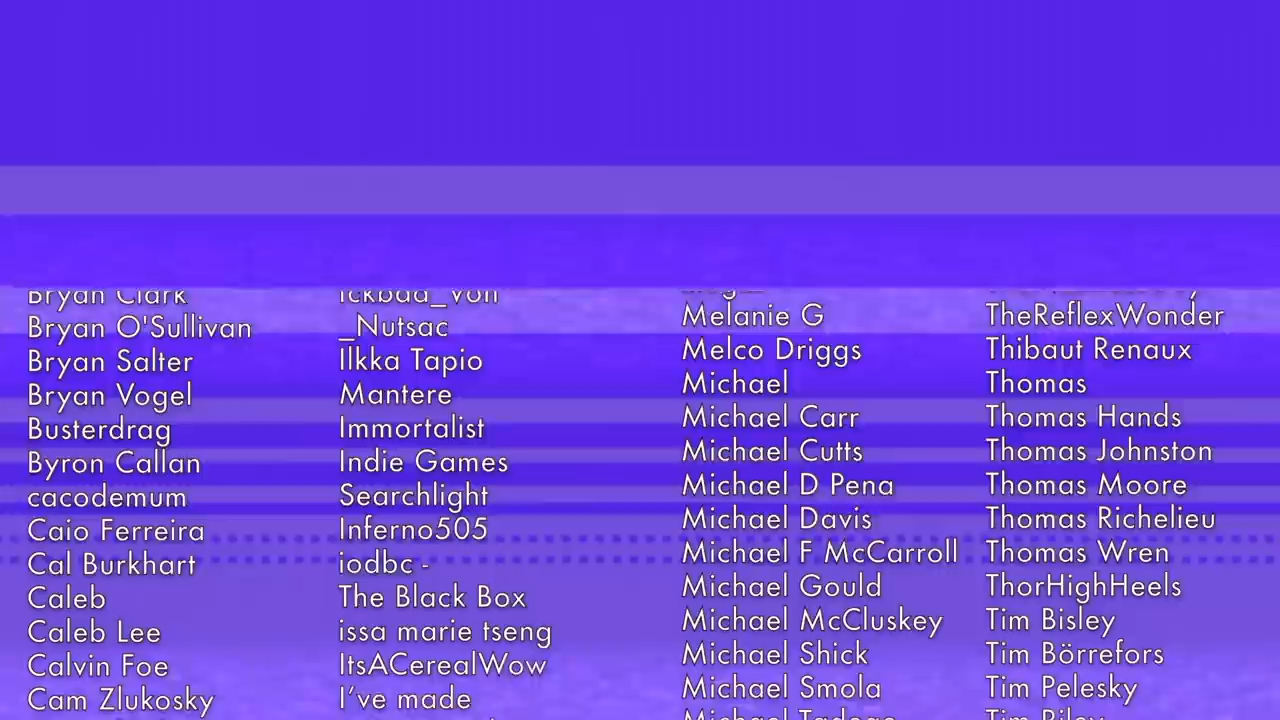 Bryan Clark
Bryan O'Sullivan
Bryan Salter
Bryan Vogel
Busterdrag
Byron Callan
cacodemum
Caio Ferreira
Cal Burkhart
Caleb
Caleb Lee
Calvin Foe
Cam Zlukosky
_Nutsac
Ilkka Tapio
Mantere
Immortalist
Indie Games
Searchlight
Inferno505
iodbc -
The Black Box
issa marie tseng
ItsACerealWow
I've made
Melanie G
Melco Driggs
Michael
Michael Carr
Michael Cutts
Michael D Pena
Michael Davis
Michael F McCarroll
Michael Gould
Michael McCluskey
Michael Shick
Michael Smola
TheReflexWonder
Thibaut Renaux
Thomas
Thomas Hands
Thomas Johnston
Thomas Moore
Thomas Richelieu
Thomas Wren
ThorHighHeels
Tim Bisley
Tim Börrefors
Tim Pelesky